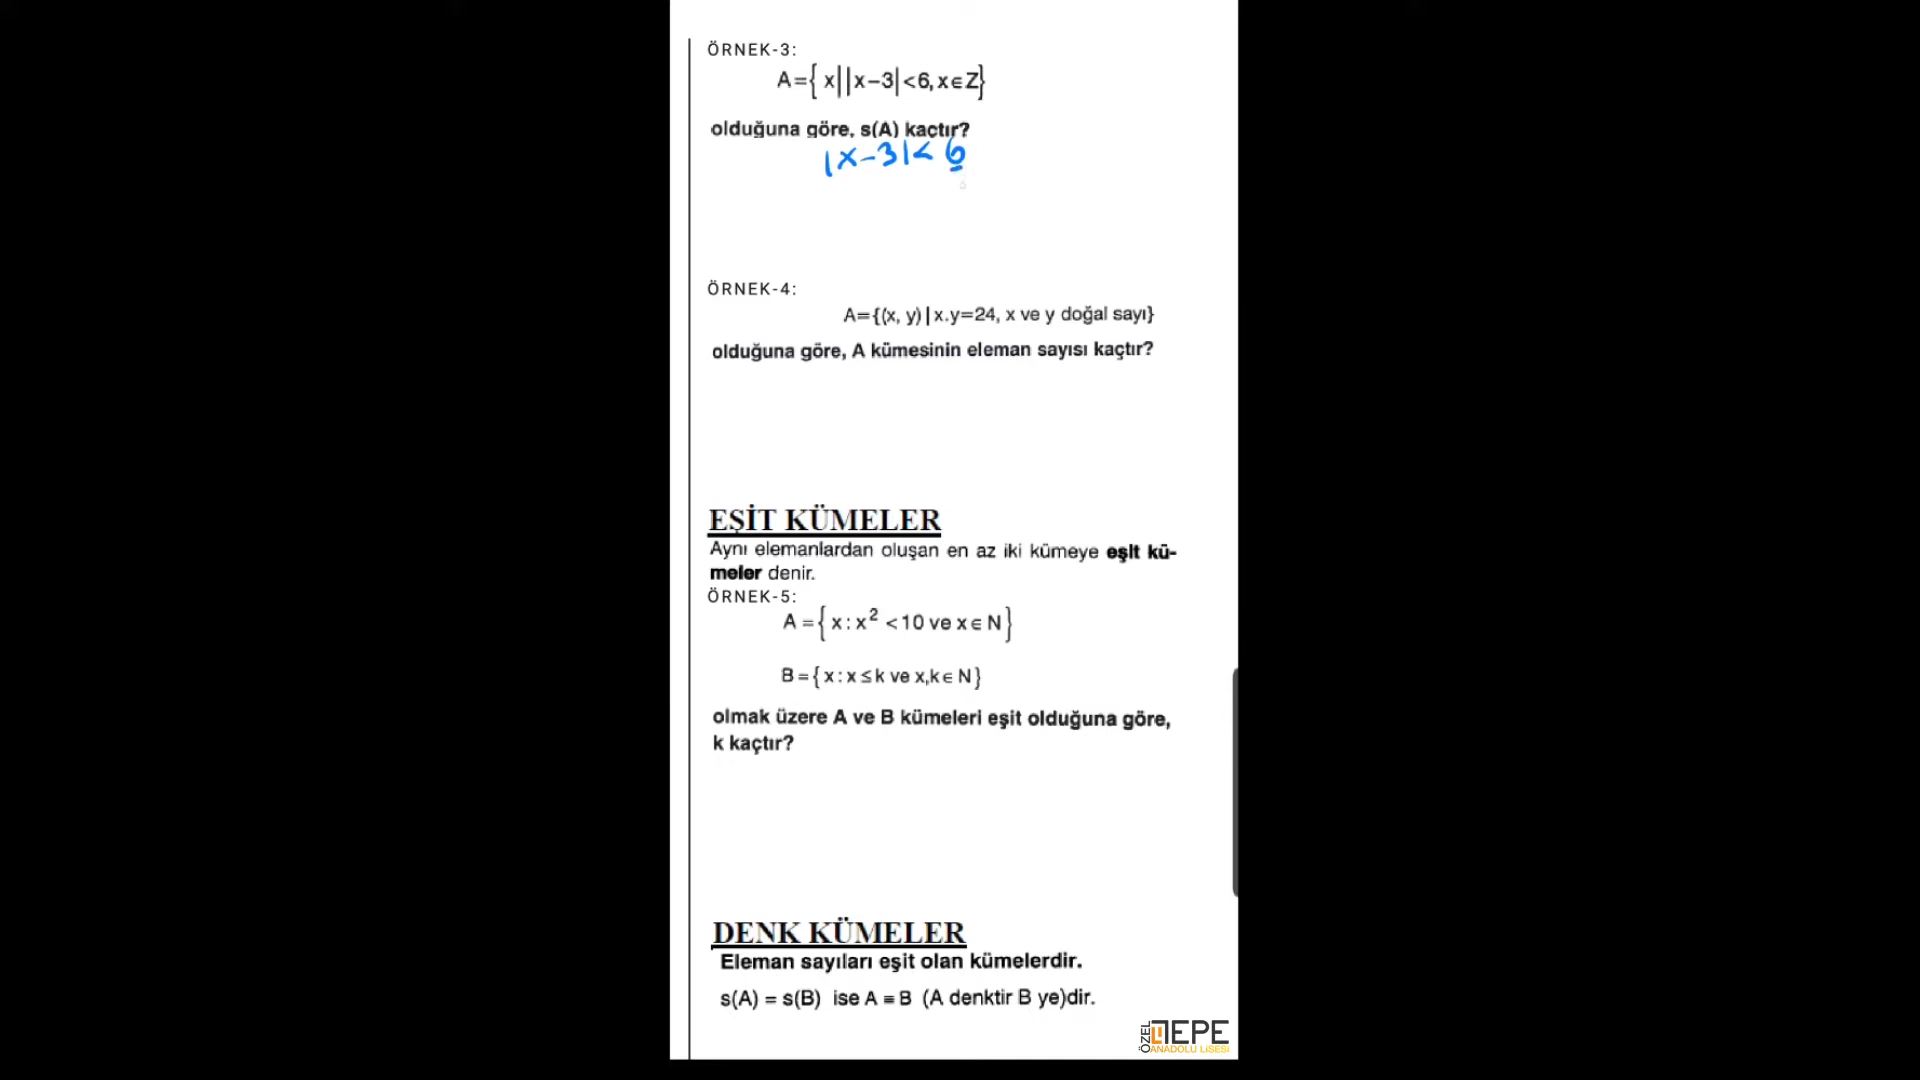 ÖRNEK-3:
A={ x||x-3|<6, x∈Z}
olduğuna göre, s(A) kaçtır?
|x-3|< 6
ÖRNEK-4:
A={(x, y)|x.y=24, x ve y doğal sayı}
olduğuna göre, A kümesinin eleman sayısı kaçtır?
EŞİT KÜMELER
Aynı elemanlardan oluşan en az iki kümeye eşit kü-
meler denir.
ÖRNEK-5:
A = { x : x² < 10 ve x ∈ N }
B = { x : x ≤ k ve x,k ∈ N }
olmak üzere A ve B kümeleri eşit olduğuna göre,
k kaçtır?
DENK KÜMELER
Eleman sayıları eşit olan kümelerdir.
s(A) = s(B) ise A ≡ B (A denktir B ye)dir.
ÖZEL TEPE
ANADOLU LİSESİ